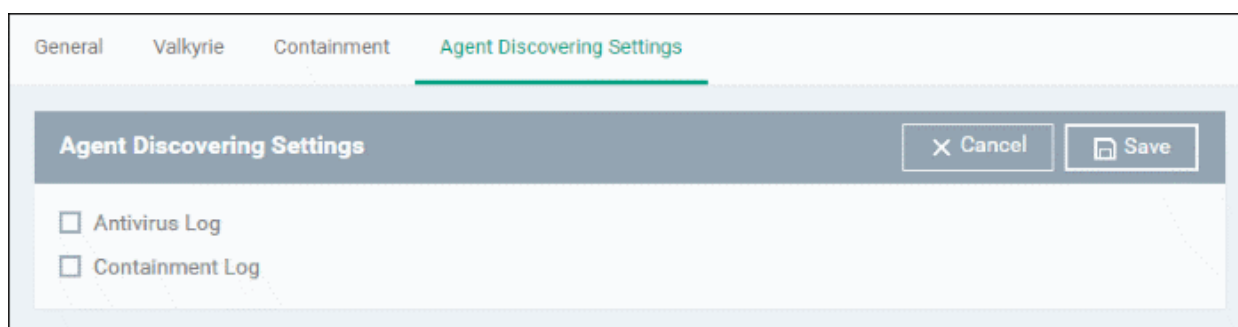 General Valkyrie Containment Agent Discovering Settings
Agent Discovering Settings Cancel Save
Antivirus Log
Containment Log